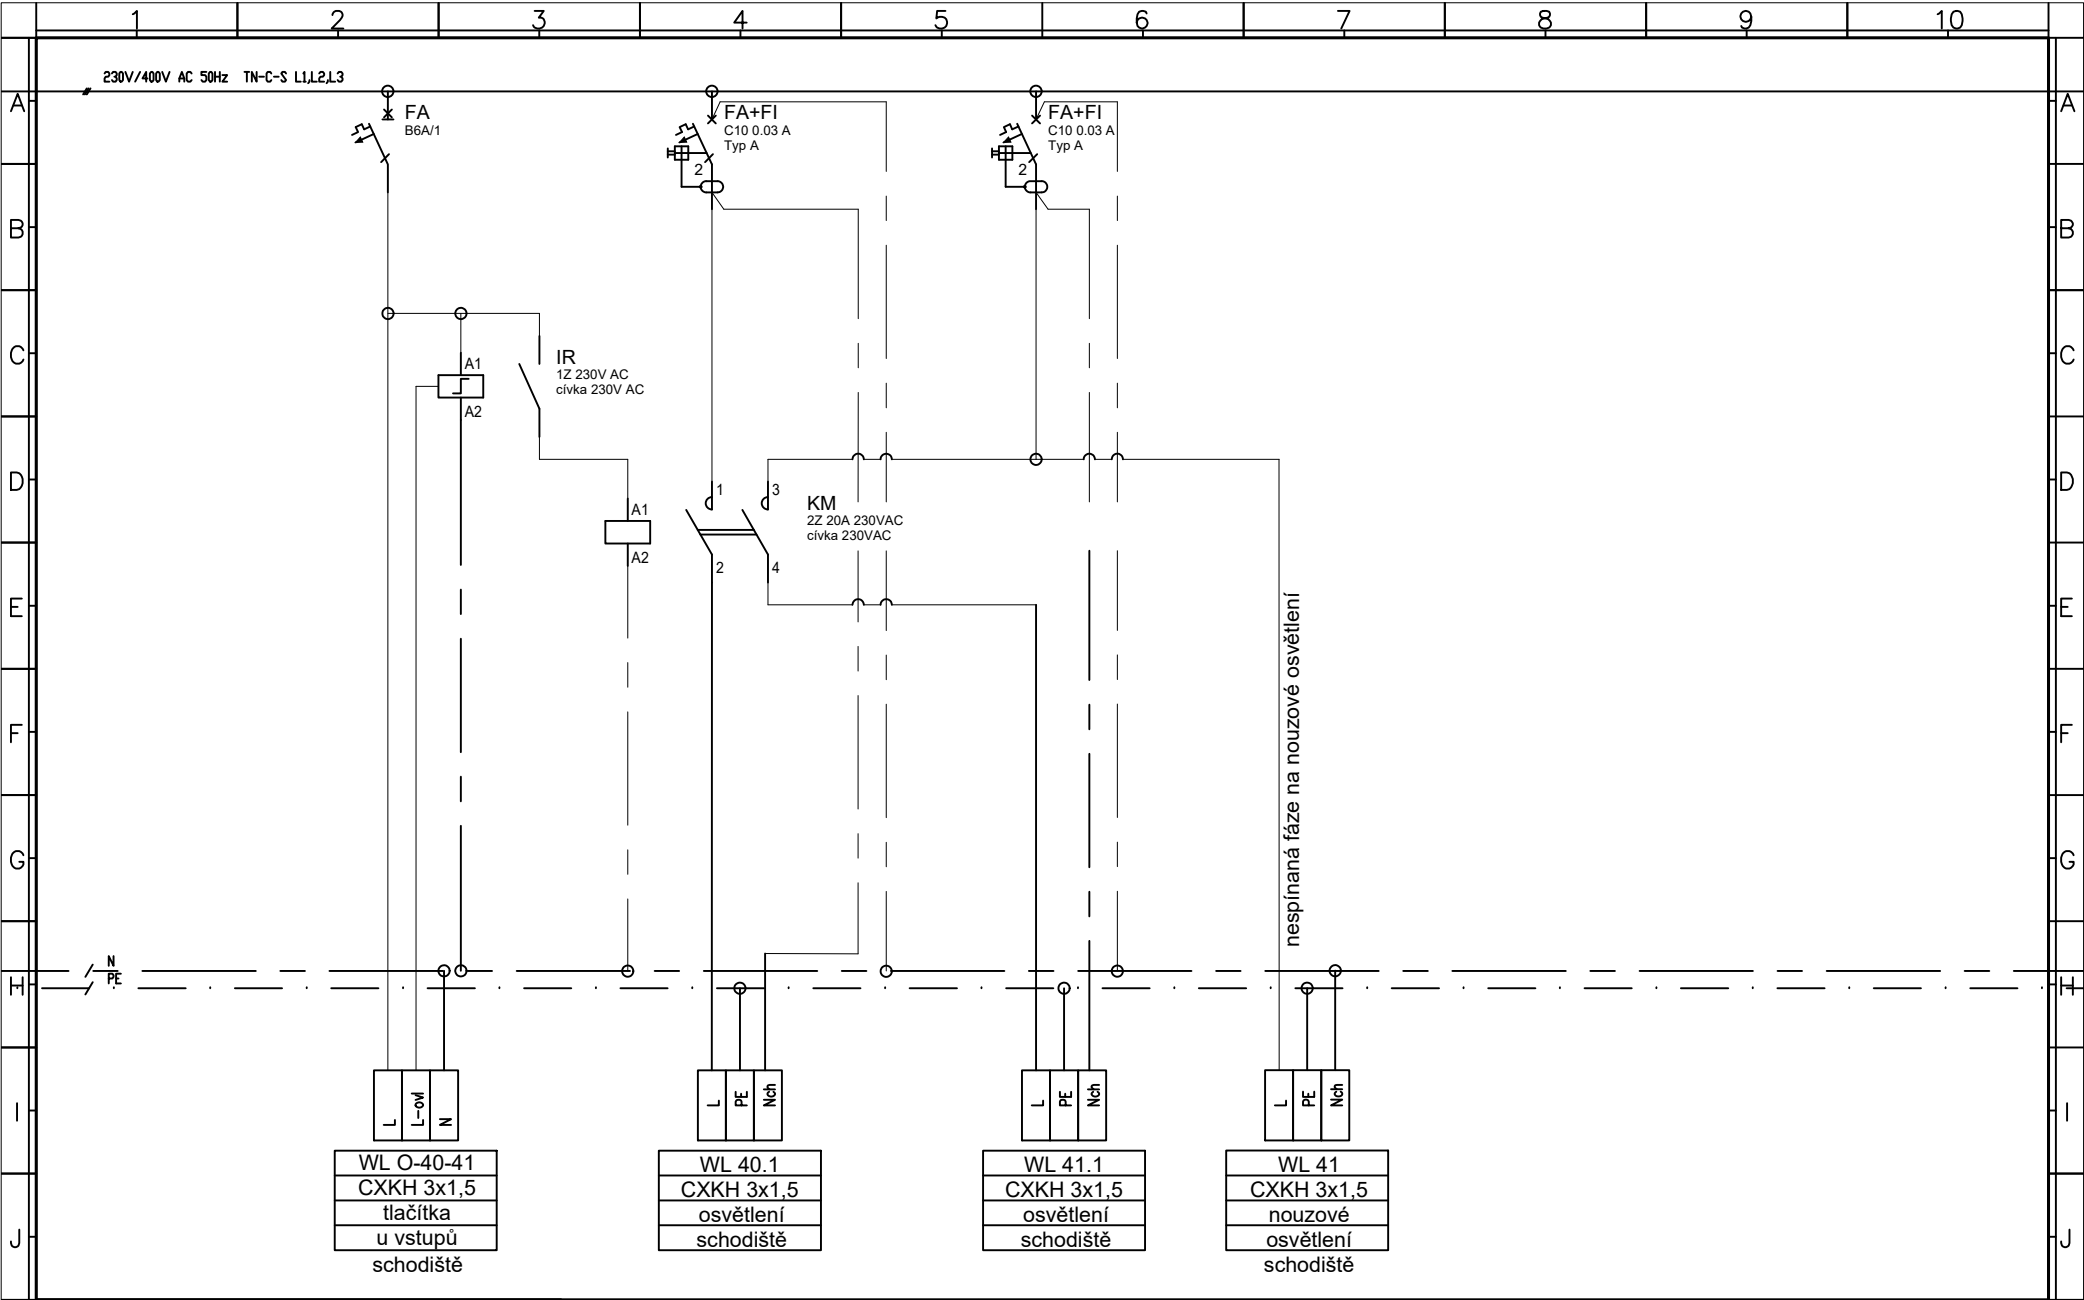 1 2 3 4 5 6 7 8 9 10
230V/400V AC 50Hz TN-C-S L1,L2,L3
A A
FA
B6A/1
FA+FI
C10 0.03 A
Typ A
2
FA+FI
C10 0.03 A
Typ A
2
B B
C C
A1
A2
IR
1Z 230V AC
cívka 230V AC
D D
A1
A2
1 3
KM
2Z 20A 230VAC
cívka 230VAC
2 4
E E
nespínaná fáze na nouzové osvětlení
F F
G G
N
PE
H H
I I
L L-ovl N
L PE Nch
L PE Nch
L PE Nch
J J
WL O-40-41
CXKH 3x1,5
tlačítka
u vstupů
schodiště
WL 40.1
CXKH 3x1,5
osvětlení
schodiště
WL 41.1
CXKH 3x1,5
osvětlení
schodiště
WL 41
CXKH 3x1,5
nouzové
osvětlení
schodiště